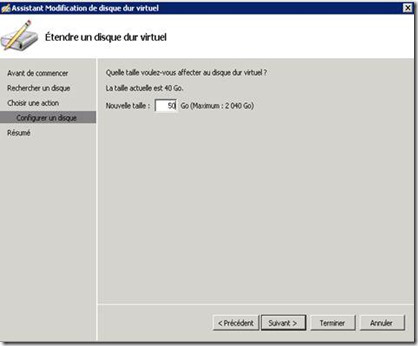 Assistant Modification de disque dur virtuel
Étendre un disque dur virtuel
Avant de commencer
Rechercher un disque
Choisir une action
Configurer un disque
Résumé
Quelle taille voulez-vous affecter au disque dur virtuel ?
La taille actuelle est 40 Go.
Nouvelle taille : 50 Go (Maximum : 2 040 Go)
< Précédent Suivant > Terminer Annuler